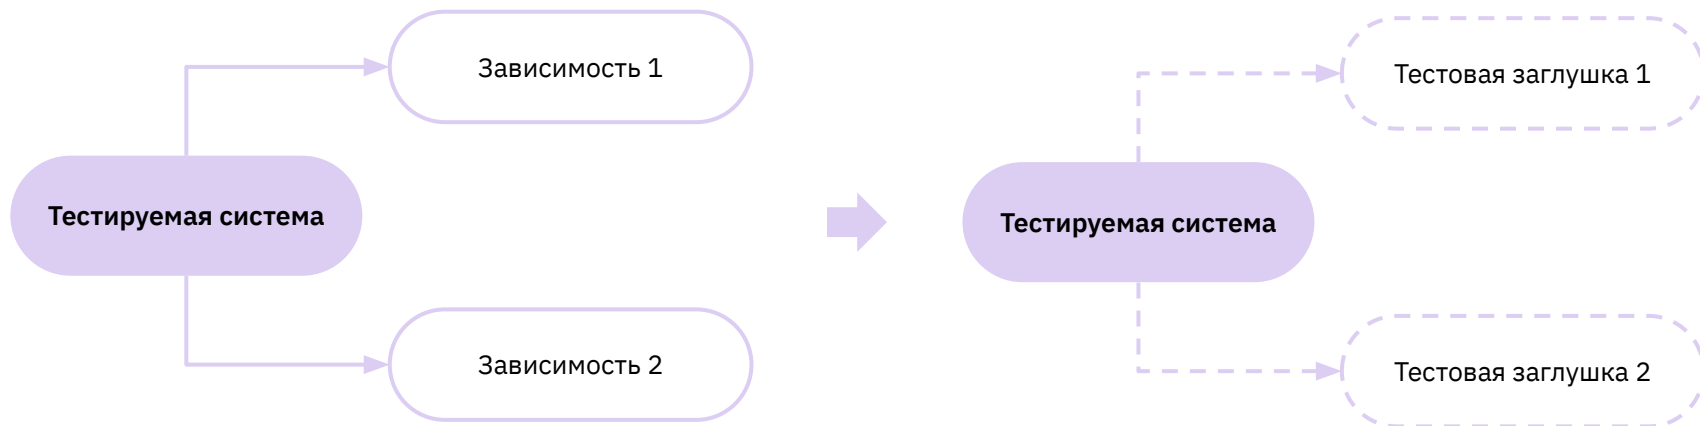 Зависимость 1
Тестируемая система
Зависимость 2
Тестовая заглушка 1
Тестируемая система
Тестовая заглушка 2